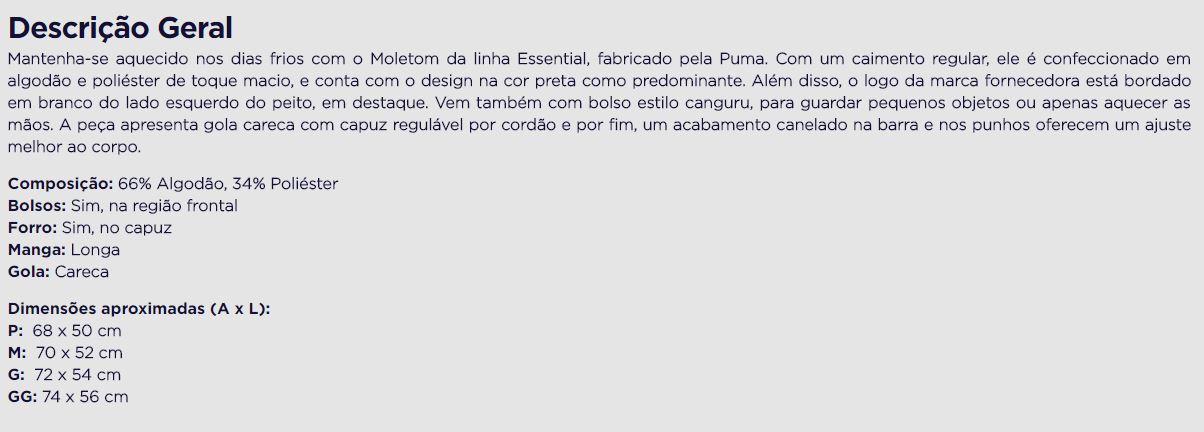 Descrição Geral
Mantenha-se aquecido nos dias frios com o Moletom da linha Essential, fabricado pela Puma. Com um caimento regular, ele é confeccionado em
algodão e poliéster de toque macio, e conta com o design na cor preta como predominante. Além disso, o logo da marca fornecedora está bordado
em branco do lado esquerdo do peito, em destaque. Vem também com bolso estilo canguru, para guardar pequenos objetos ou apenas aquecer as
mãos. A peça apresenta gola careca com capuz regulável por cordão e por fim, um acabamento canelado na barra e nos punhos oferecem um ajuste
melhor ao corpo.
Composição: 66% Algodão, 34% Poliéster
Bolsos: Sim, na região frontal
Forro: Sim, no capuz
Manga: Longa
Gola: Careca
Dimensões aproximadas (A x L):
P: 68 x 50 cm
M: 70 x 52 cm
G: 72 x 54 cm
GG: 74 x 56 cm